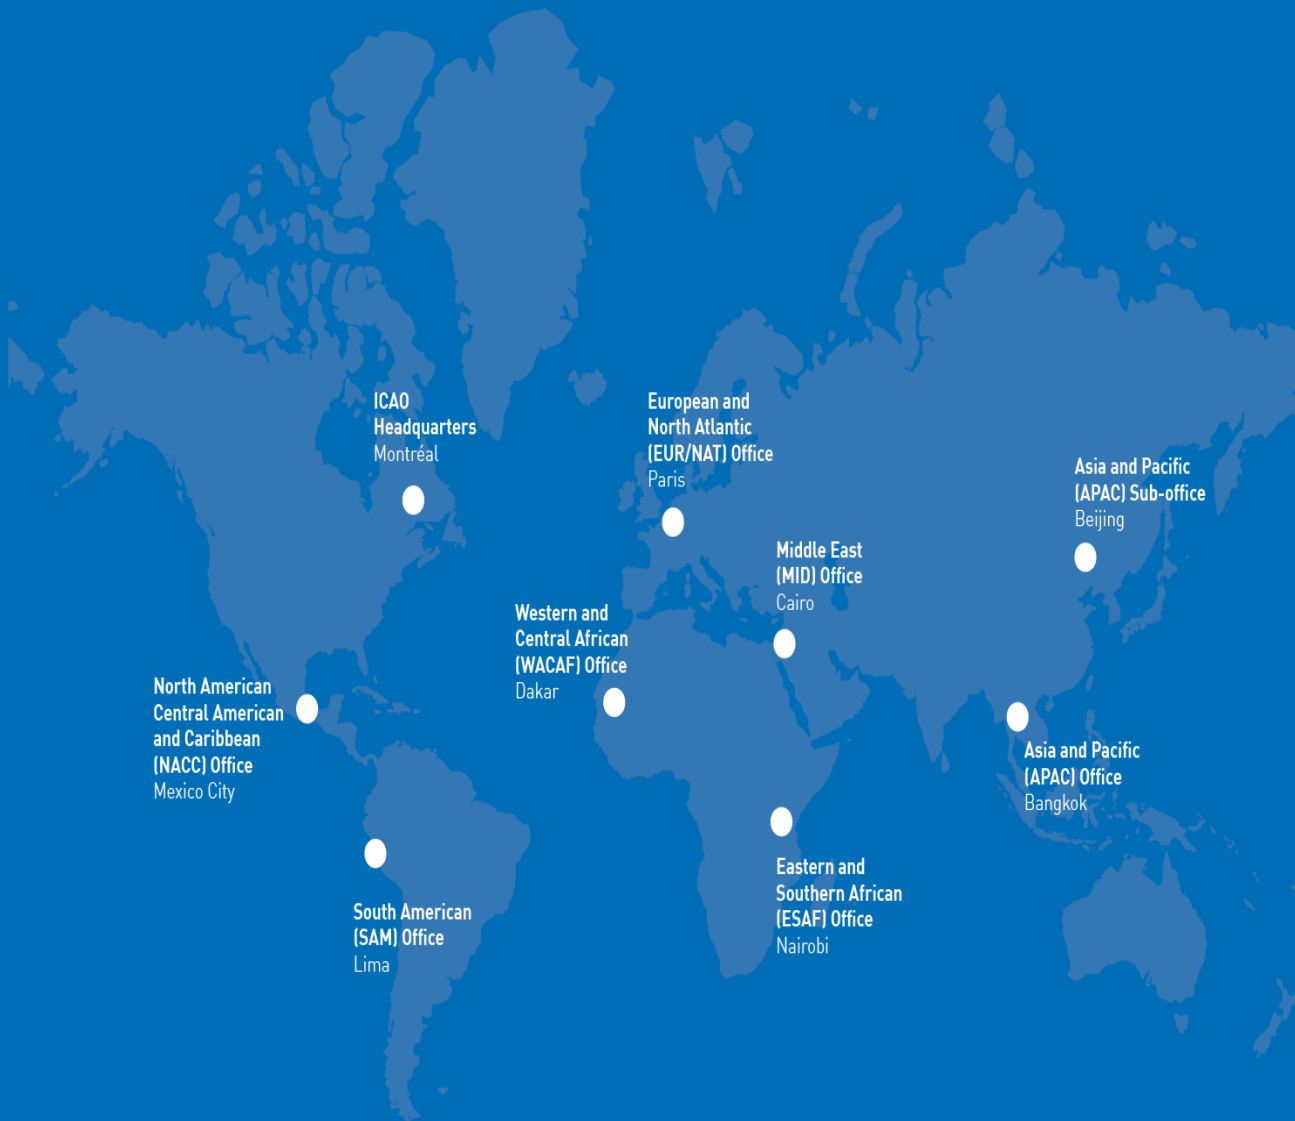 ICAO
Headquarters
Montréal
European and
North Atlantic
(EUR/NAT) Office
Paris
Asia and Pacific
(APAC) Sub-office
Beijing
Middle East
(MID) Office
Cairo
Western and
Central African
(WACAF) Office
Dakar
North American
Central American
and Caribbean
(NACC) Office
Mexico City
Asia and Pacific
(APAC) Office
Bangkok
Eastern and
Southern African
(ESAF) Office
Nairobi
South American
(SAM) Office
Lima